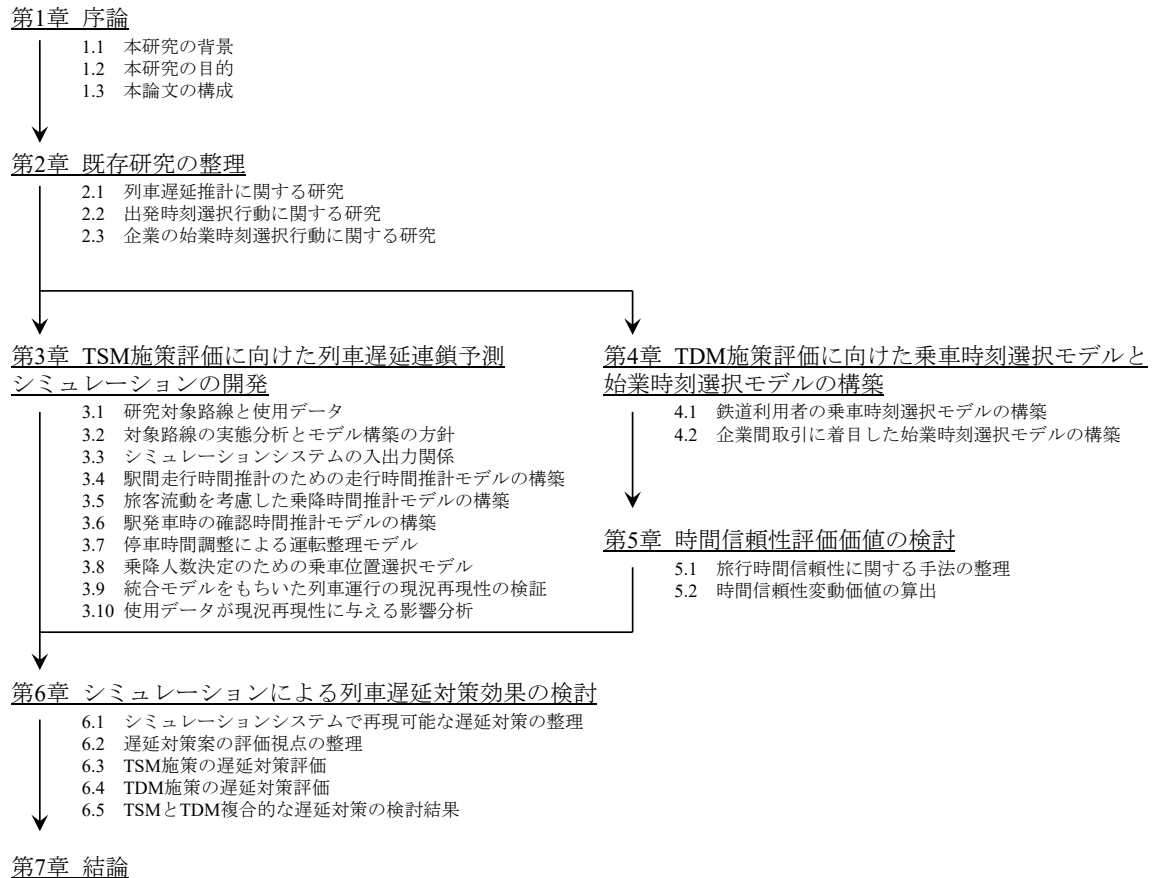 第1章 序論
1.1 本研究の背景
1.2 本研究の目的
1.3 本論文の構成
第2章 既存研究の整理
2.1 列車遅延推計に関する研究
2.2 出発時刻選択行動に関する研究
2.3 企業の始業時刻選択行動に関する研究
第3章 TSM施策評価に向けた列車遅延連鎖予測
シミュレーションの開発
3.1 研究対象路線と使用データ
3.2 対象路線の実態分析とモデル構築の方針
3.3 シミュレーションシステムの入出力関係
3.4 駅間走行時間推計のための走行時間推計モデルの構築
3.5 旅客流動を考慮した乗降時間推計モデルの構築
3.6 駅発車時の確認時間推計モデルの構築
3.7 停車時間調整による運転整理モデル
3.8 乗降人数決定のための乗車位置選択モデル
3.9 統合モデルをもちいた列車運行の現況再現性の検証
3.10 使用データが現況再現性に与える影響分析
第4章 TDM施策評価に向けた乗車時刻選択モデルと
始業時刻選択モデルの構築
4.1 鉄道利用者の乗車時刻選択モデルの構築
4.2 企業間取引に着目した始業時刻選択モデルの構築
第5章 時間信頼性評価価値の検討
5.1 旅行時間信頼性に関する手法の整理
5.2 時間信頼性変動価値の算出
第6章 シミュレーションによる列車遅延対策効果の検討
6.1 シミュレーションシステムで再現可能な遅延対策の整理
6.2 遅延対策案の評価視点の整理
6.3 TSM施策の遅延対策評価
6.4 TDM施策の遅延対策評価
6.5 TSMとTDM複合的な遅延対策の検討結果
第7章 結論